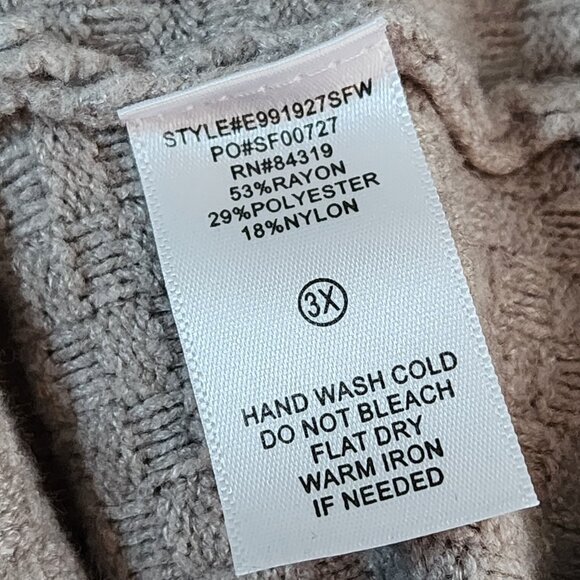 STYLE#E991927SFW
PO#SF00727
RN#84319
53%RAYON
29%POLYESTER
18%NYLON
3X
HAND WASH COLD
DO NOT BLEACH
FLAT DRY
WARM IRON
IF NEEDED